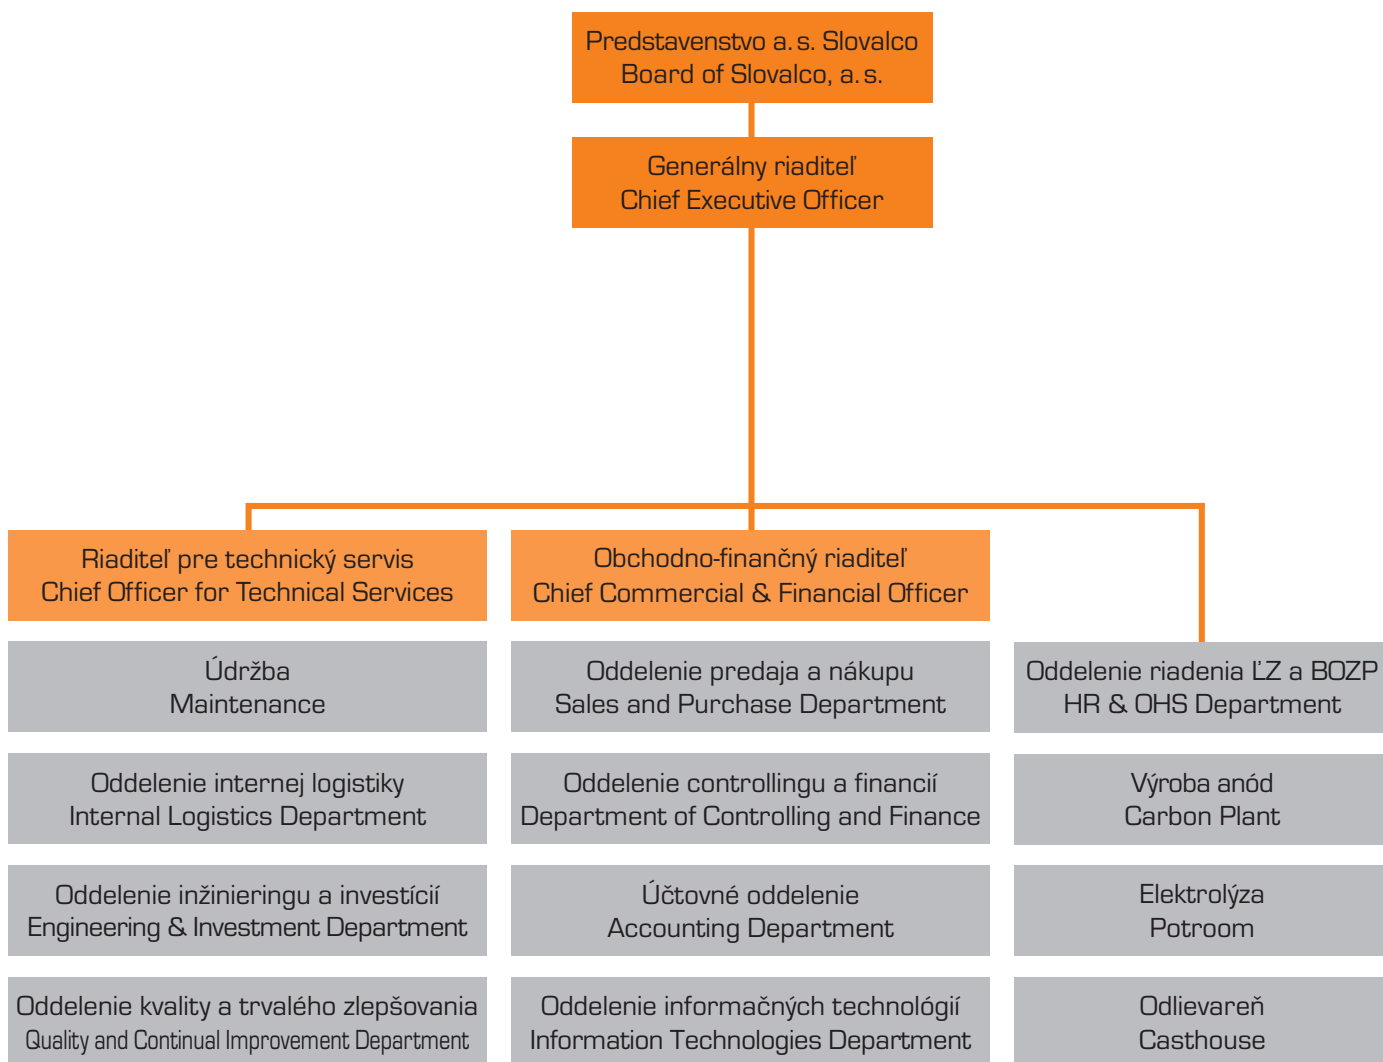 Predstavenstvo a. s. Slovalco
Board of Slovalco, a. s.
Generálny riaditeľ
Chief Executive Officer
Riaditeľ pre technický servis
Chief Officer for Technical Services
Údržba
Maintenance
Oddelenie internej logistiky
Internal Logistics Department
Oddelenie inžinieringu a investícií
Engineering & Investment Department
Oddelenie kvality a trvalého zlepšovania
Quality and Continual Improvement Department
Obchodno-finančný riaditeľ
Chief Commercial & Financial Officer
Oddelenie predaja a nákupu
Sales and Purchase Department
Oddelenie controllingu a financií
Department of Controlling and Finance
Účtovné oddelenie
Accounting Department
Oddelenie informačných technológií
Information Technologies Department
Oddelenie riadenia ĽZ a BOZP
HR & OHS Department
Výroba anód
Carbon Plant
Elektrolýza
Potroom
Odlievareň
Casthouse